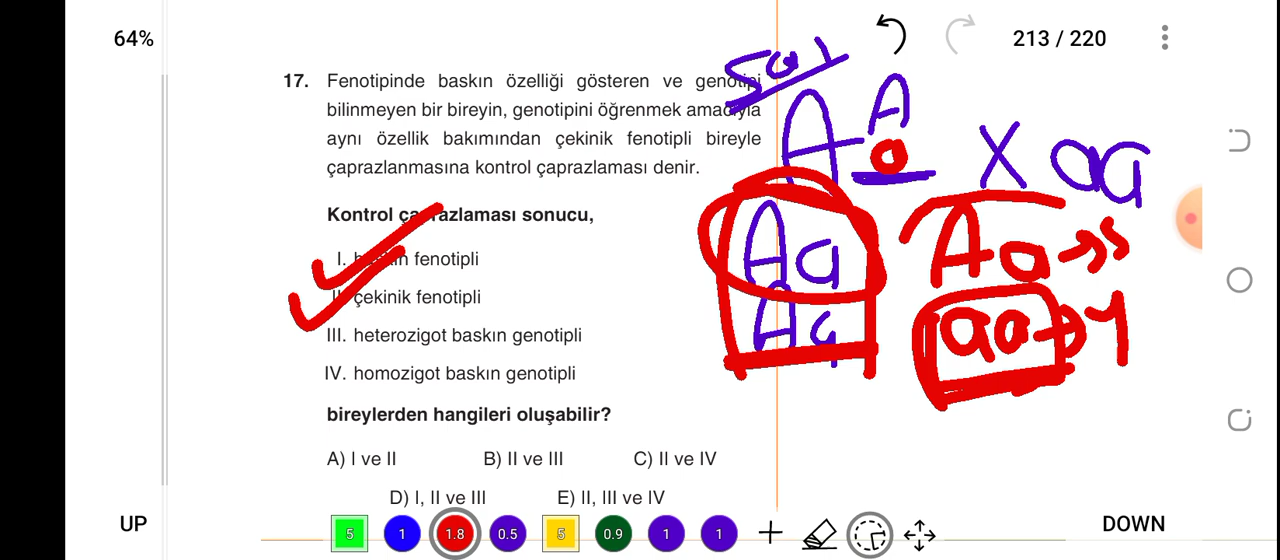 64%
213 / 220
17. Fenotipinde baskın özelliği gösteren ve genotipi
bilinmeyen bir bireyin, genotipini öğrenmek amacıyla
aynı özellik bakımından çekinik fenotipli bireyle
çaprazlanmasına kontrol çaprazlaması denir.
Kontrol çaprazlaması sonucu,
I. baskın fenotipli
II. çekinik fenotipli
III. heterozigot baskın genotipli
IV. homozigot baskın genotipli
bireylerden hangileri oluşabilir?
A) I ve II B) II ve III C) II ve IV
D) I, II ve III E) II, III ve IV
Sarı
A
A a X aa
Aa
Aa
Aa → S
aa → Y
UP
5 1 1.8 0.5 5 0.9 1 1
DOWN